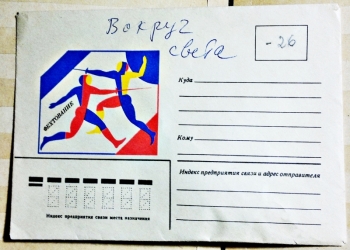 Вокруг
света
-26
ФЕХТОВАНИЕ
Куда
Кому
Индекс предприятия связи и адрес отправителя
Индекс предприятия связи места назначения